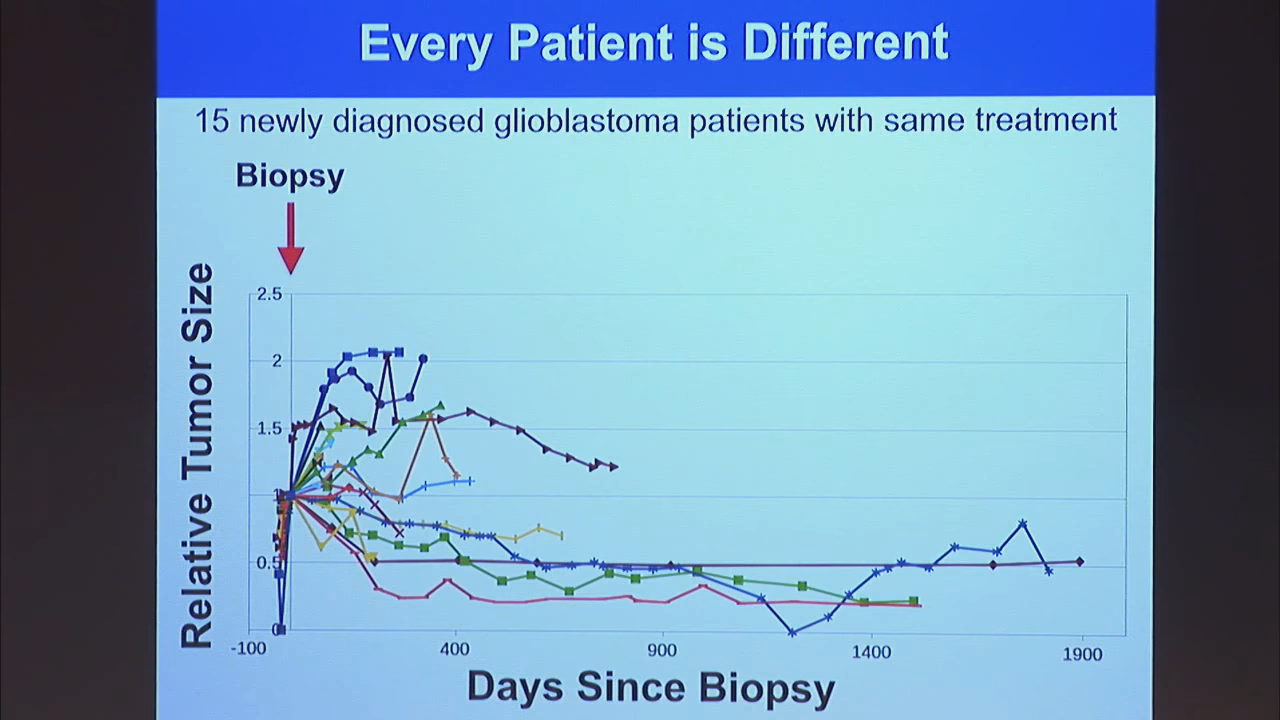 Every Patient is Different
15 newly diagnosed glioblastoma patients with same treatment
Biopsy
Relative Tumor Size
2.5
2
1.5
1
0.5
0
-100
400
900
1400
1900
Days Since Biopsy